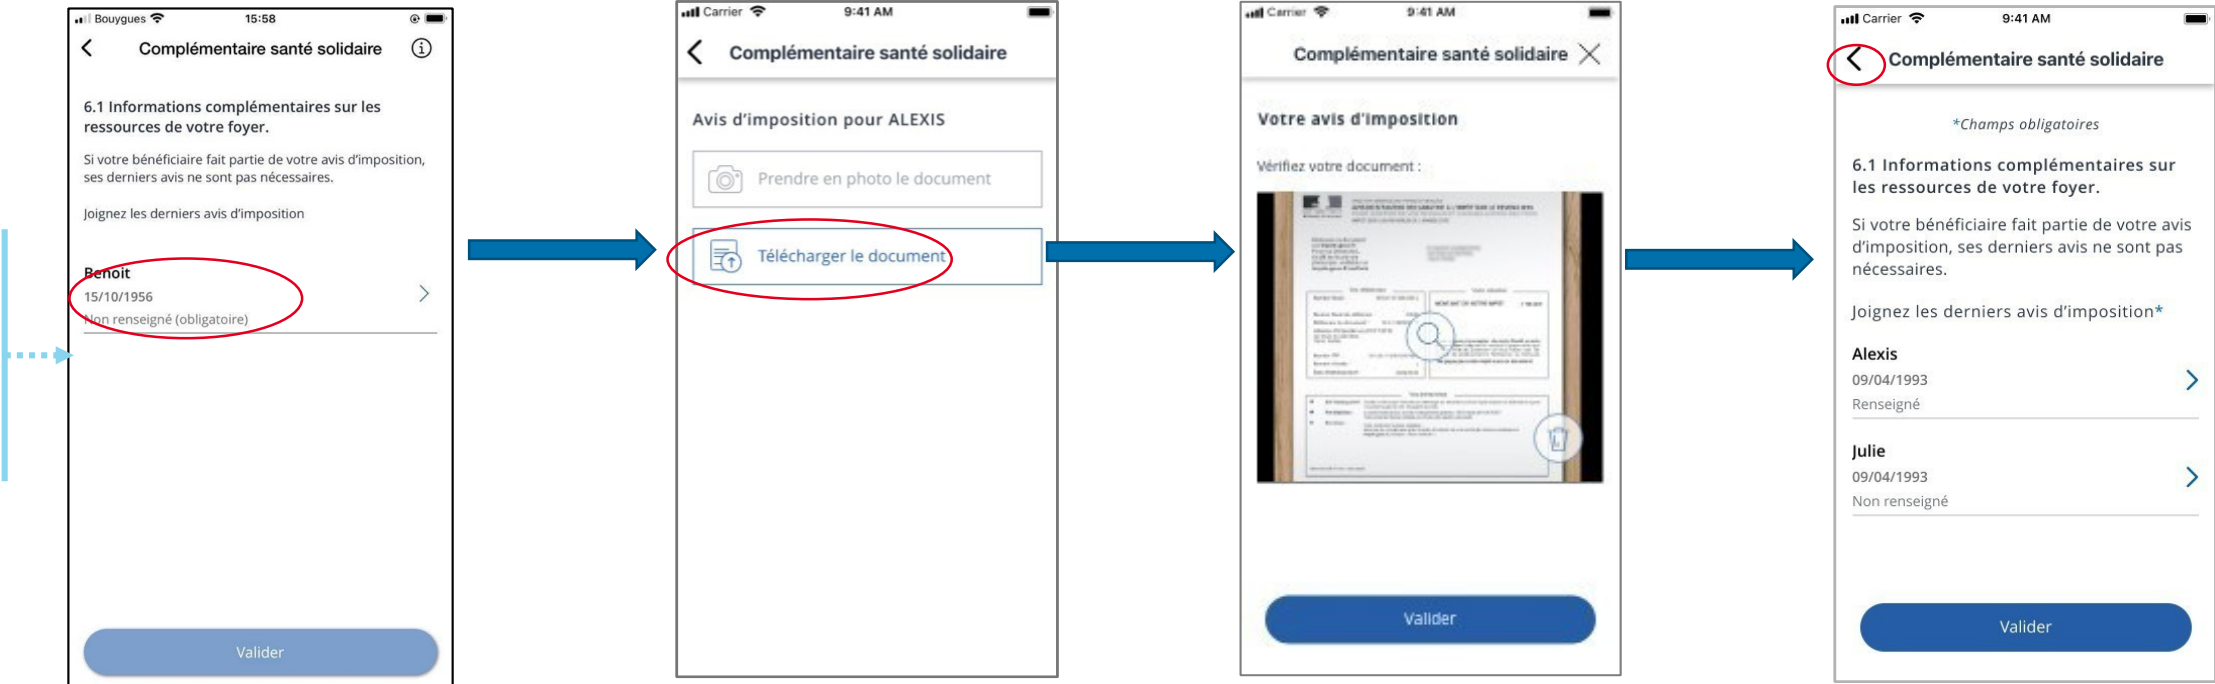 Bouygues 15:58
Complémentaire santé solidaire
6.1 Informations complémentaires sur les
ressources de votre foyer.
Si votre bénéficiaire fait partie de votre avis d'imposition,
ses derniers avis ne sont pas nécessaires.
Joignez les derniers avis d'imposition
Benoit
15/10/1956
Non renseigné (obligatoire)
Valider
Carrier 9:41 AM
Complémentaire santé solidaire
Avis d'imposition pour ALEXIS
Prendre en photo le document
Télécharger le document
Carrier 9:41 AM
Complémentaire santé solidaire
Votre avis d'imposition
Vérifiez votre document :
Valider
Carrier 9:41 AM
Complémentaire santé solidaire
*Champs obligatoires
6.1 Informations complémentaires sur
les ressources de votre foyer.
Si votre bénéficiaire fait partie de votre avis
d'imposition, ses derniers avis ne sont pas
nécessaires.
Joignez les derniers avis d'imposition*
Alexis
09/04/1993
Renseigné
Julie
09/04/1993
Non renseigné
Valider